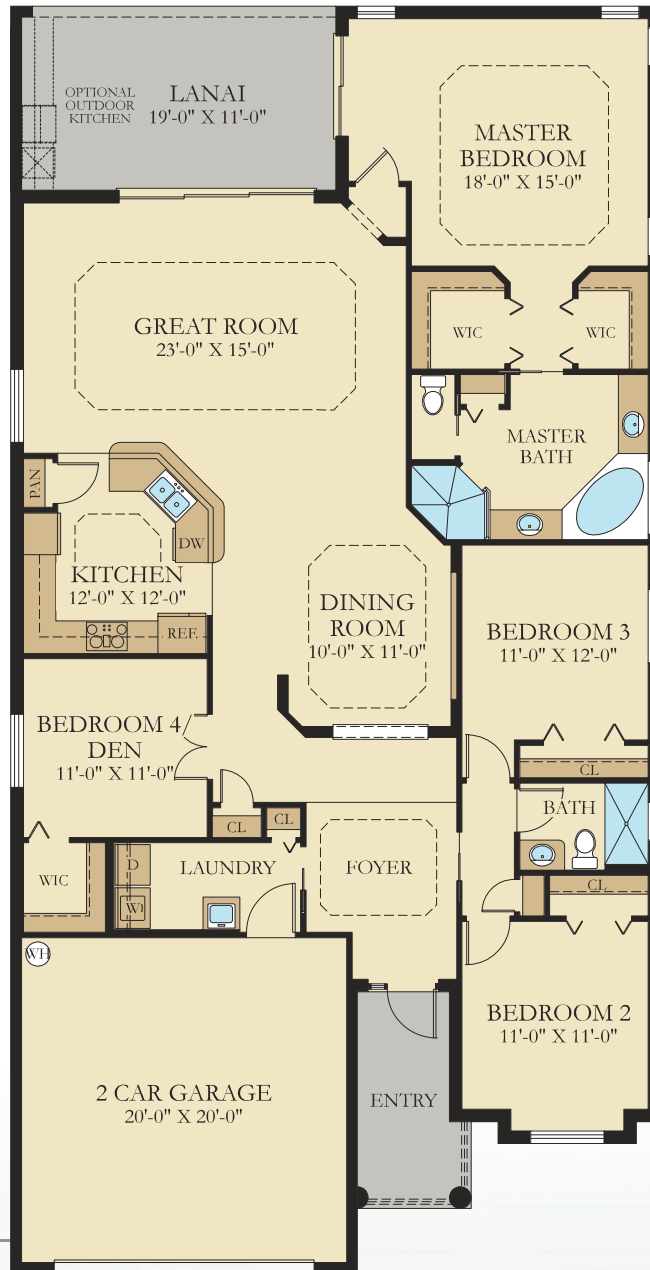 OPTIONAL
OUTDOOR
KITCHEN
LANAI
19'-0" X 11'-0"
MASTER
BEDROOM
18'-0" X 15'-0"
GREAT ROOM
23'-0" X 15'-0"
WIC
WIC
MASTER
BATH
PAN
DW
KITCHEN
12'-0" X 12'-0"
REF.
DINING
ROOM
10'-0" X 11'-0"
BEDROOM 3
11'-0" X 12'-0"
CL
BEDROOM 4/
DEN
11'-0" X 11'-0"
CL
CL
BATH
WIC
D
W
LAUNDRY
FOYER
CL
WH
BEDROOM 2
11'-0" X 11'-0"
2 CAR GARAGE
20'-0" X 20'-0"
ENTRY